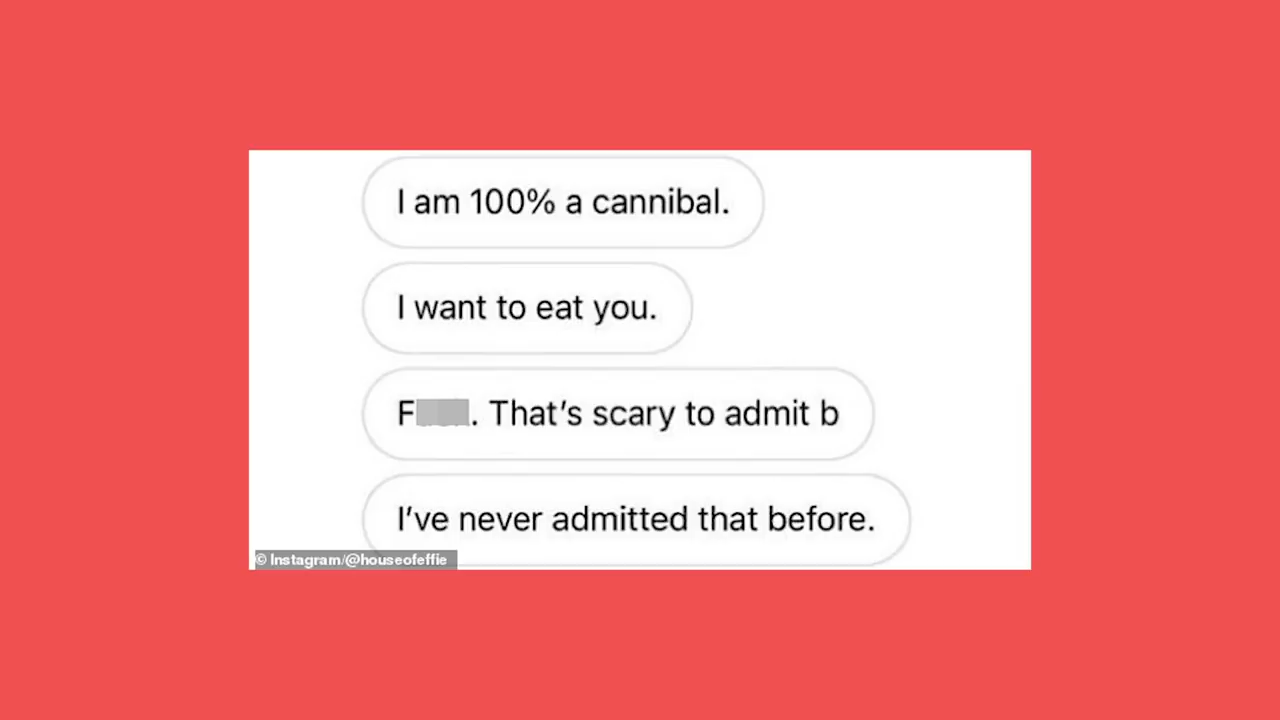 I am 100% a cannibal.
I want to eat you.
F. That's scary to admit b
I've never admitted that before.
© Instagram/@houseofeffie